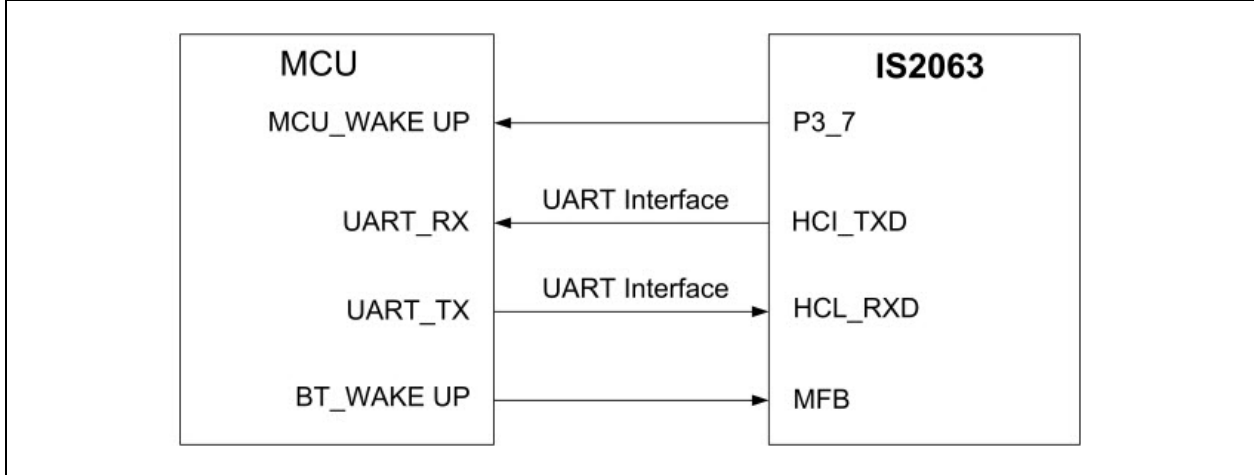 MCU
IS2063
MCU_WAKE UP
P3_7
UART Interface
UART_RX
HCI_TXD
UART Interface
UART_TX
HCL_RXD
BT_WAKE UP
MFB